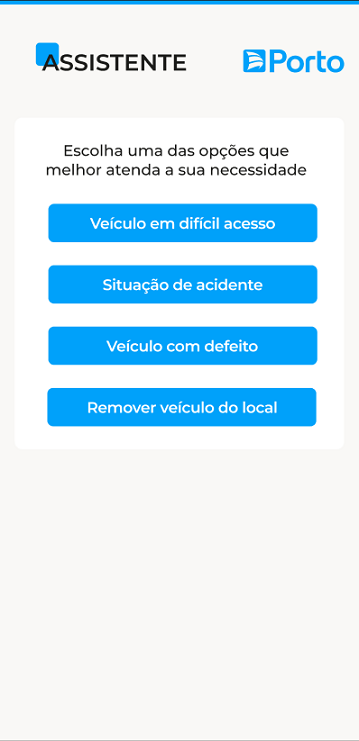 ASSISTENTE
Porto
Escolha uma das opções que
melhor atenda a sua necessidade
Veículo em difícil acesso
Situação de acidente
Veículo com defeito
Remover veículo do local